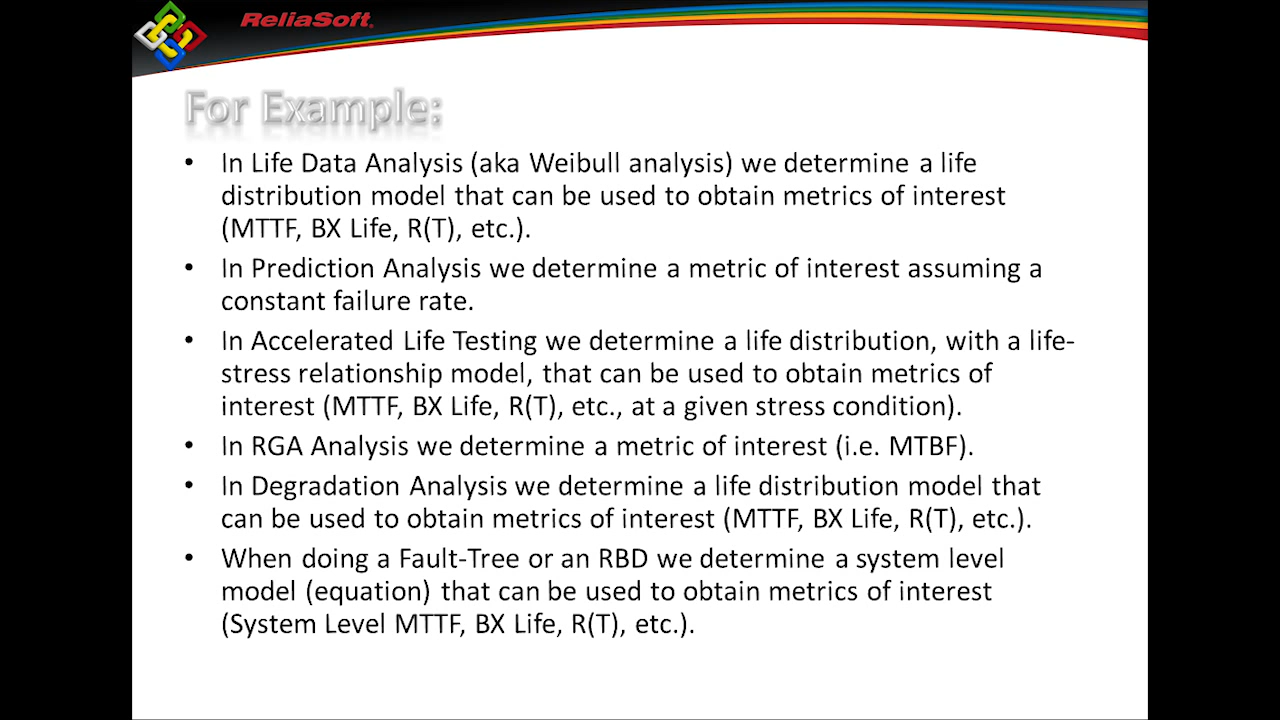 ReliaSoft
For Example:
• In Life Data Analysis (aka Weibull analysis) we determine a life
distribution model that can be used to obtain metrics of interest
(MTTF, BX Life, R(T), etc.).
• In Prediction Analysis we determine a metric of interest assuming a
constant failure rate.
• In Accelerated Life Testing we determine a life distribution, with a life-
stress relationship model, that can be used to obtain metrics of
interest (MTTF, BX Life, R(T), etc., at a given stress condition).
• In RGA Analysis we determine a metric of interest (i.e. MTBF).
• In Degradation Analysis we determine a life distribution model that
can be used to obtain metrics of interest (MTTF, BX Life, R(T), etc.).
• When doing a Fault-Tree or an RBD we determine a system level
model (equation) that can be used to obtain metrics of interest
(System Level MTTF, BX Life, R(T), etc.).